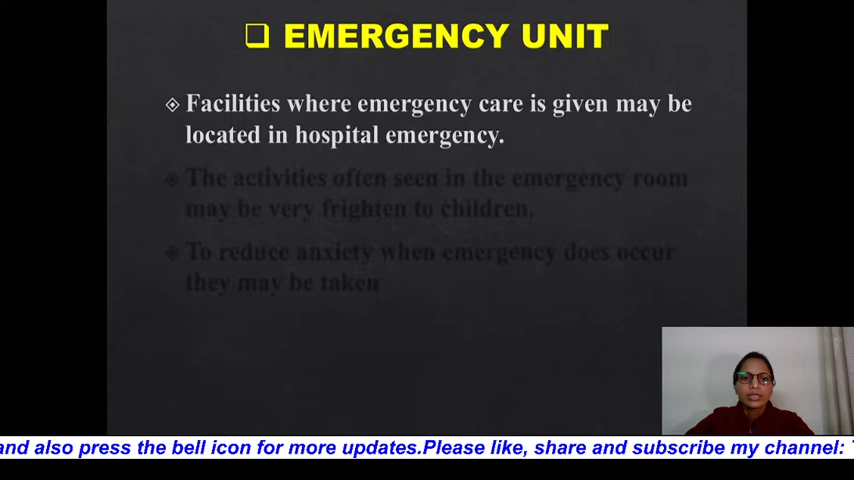 ❑ EMERGENCY UNIT
Facilities where emergency care is given may be
located in hospital emergency.
The activities often seen in the emergency room
may be very frighten to children.
To reduce anxiety when emergency does occur
they may be taken
and also press the bell icon for more updates.Please like, share and subscribe my channel: